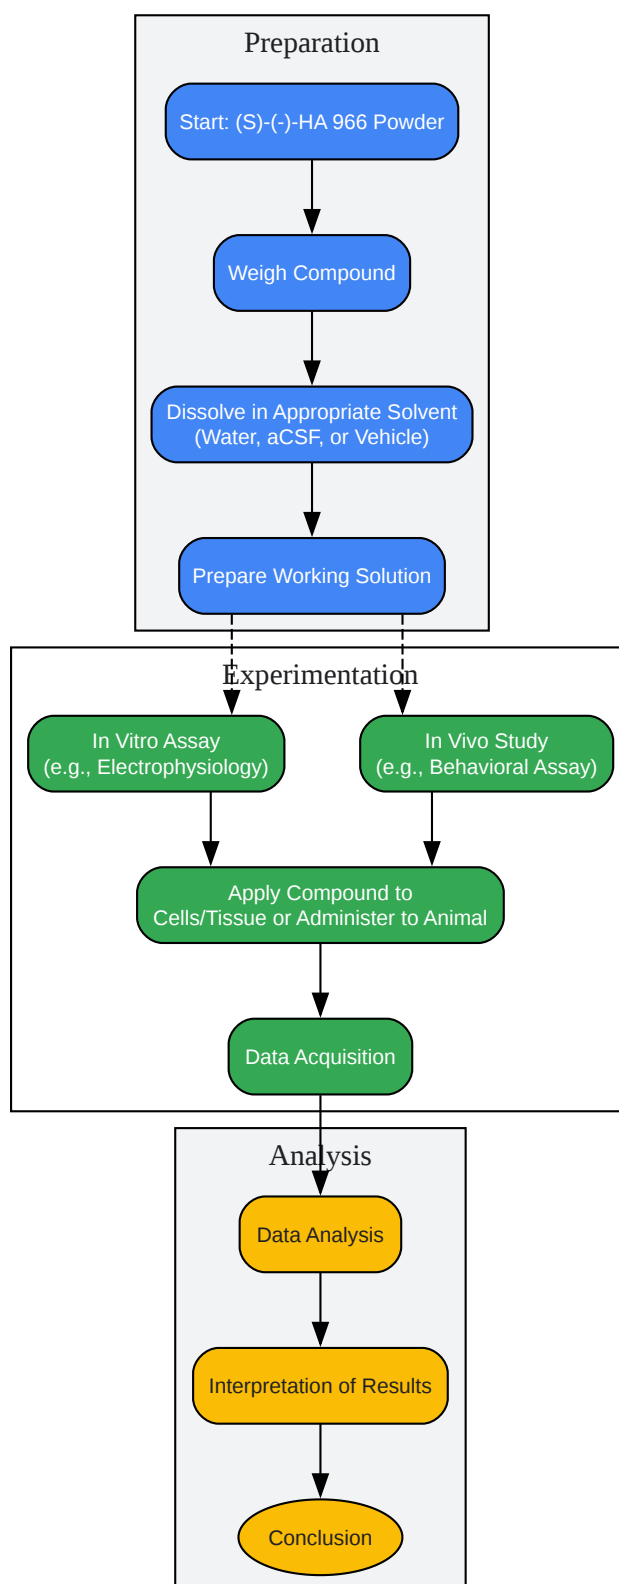 Preparation
Start: (S)-(-)-HA 966 Powder
Weigh Compound
Dissolve in Appropriate Solvent
(Water, aCSF, or Vehicle)
Prepare Working Solution
Experimentation
In Vitro Assay
(e.g., Electrophysiology)
In Vivo Study
(e.g., Behavioral Assay)
Apply Compound to
Cells/Tissue or Administer to Animal
Data Acquisition
Analysis
Data Analysis
Interpretation of Results
Conclusion